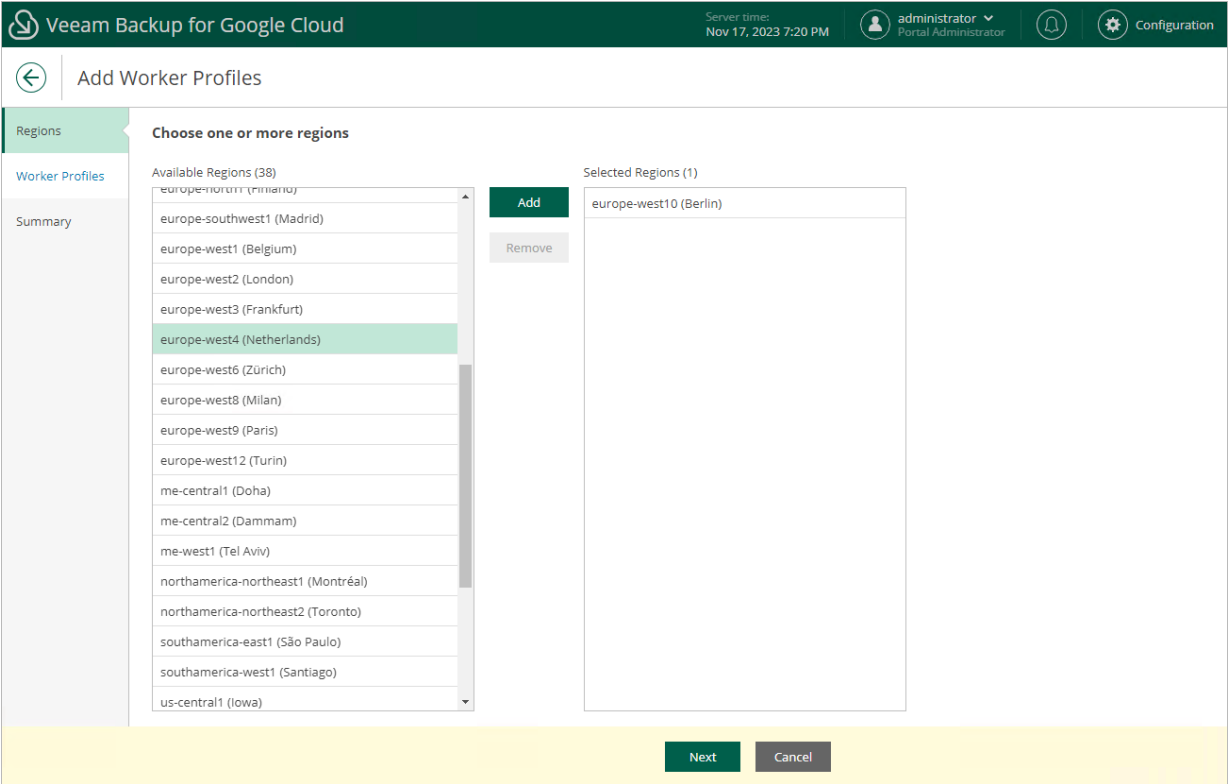 Veeam Backup for Google Cloud
Server time:
Nov 17, 2023 7:20 PM
administrator
Portal Administrator
Configuration
Add Worker Profiles
Regions
Worker Profiles
Summary
Choose one or more regions
Available Regions (38)
europe-north1 (Finland)
europe-southwest1 (Madrid)
europe-west1 (Belgium)
europe-west2 (London)
europe-west3 (Frankfurt)
europe-west4 (Netherlands)
europe-west6 (Zürich)
europe-west8 (Milan)
europe-west9 (Paris)
europe-west12 (Turin)
me-central1 (Doha)
me-central2 (Dammam)
me-west1 (Tel Aviv)
northamerica-northeast1 (Montréal)
northamerica-northeast2 (Toronto)
southamerica-east1 (São Paulo)
southamerica-west1 (Santiago)
us-central1 (Iowa)
Add
Remove
Selected Regions (1)
europe-west10 (Berlin)
Next
Cancel